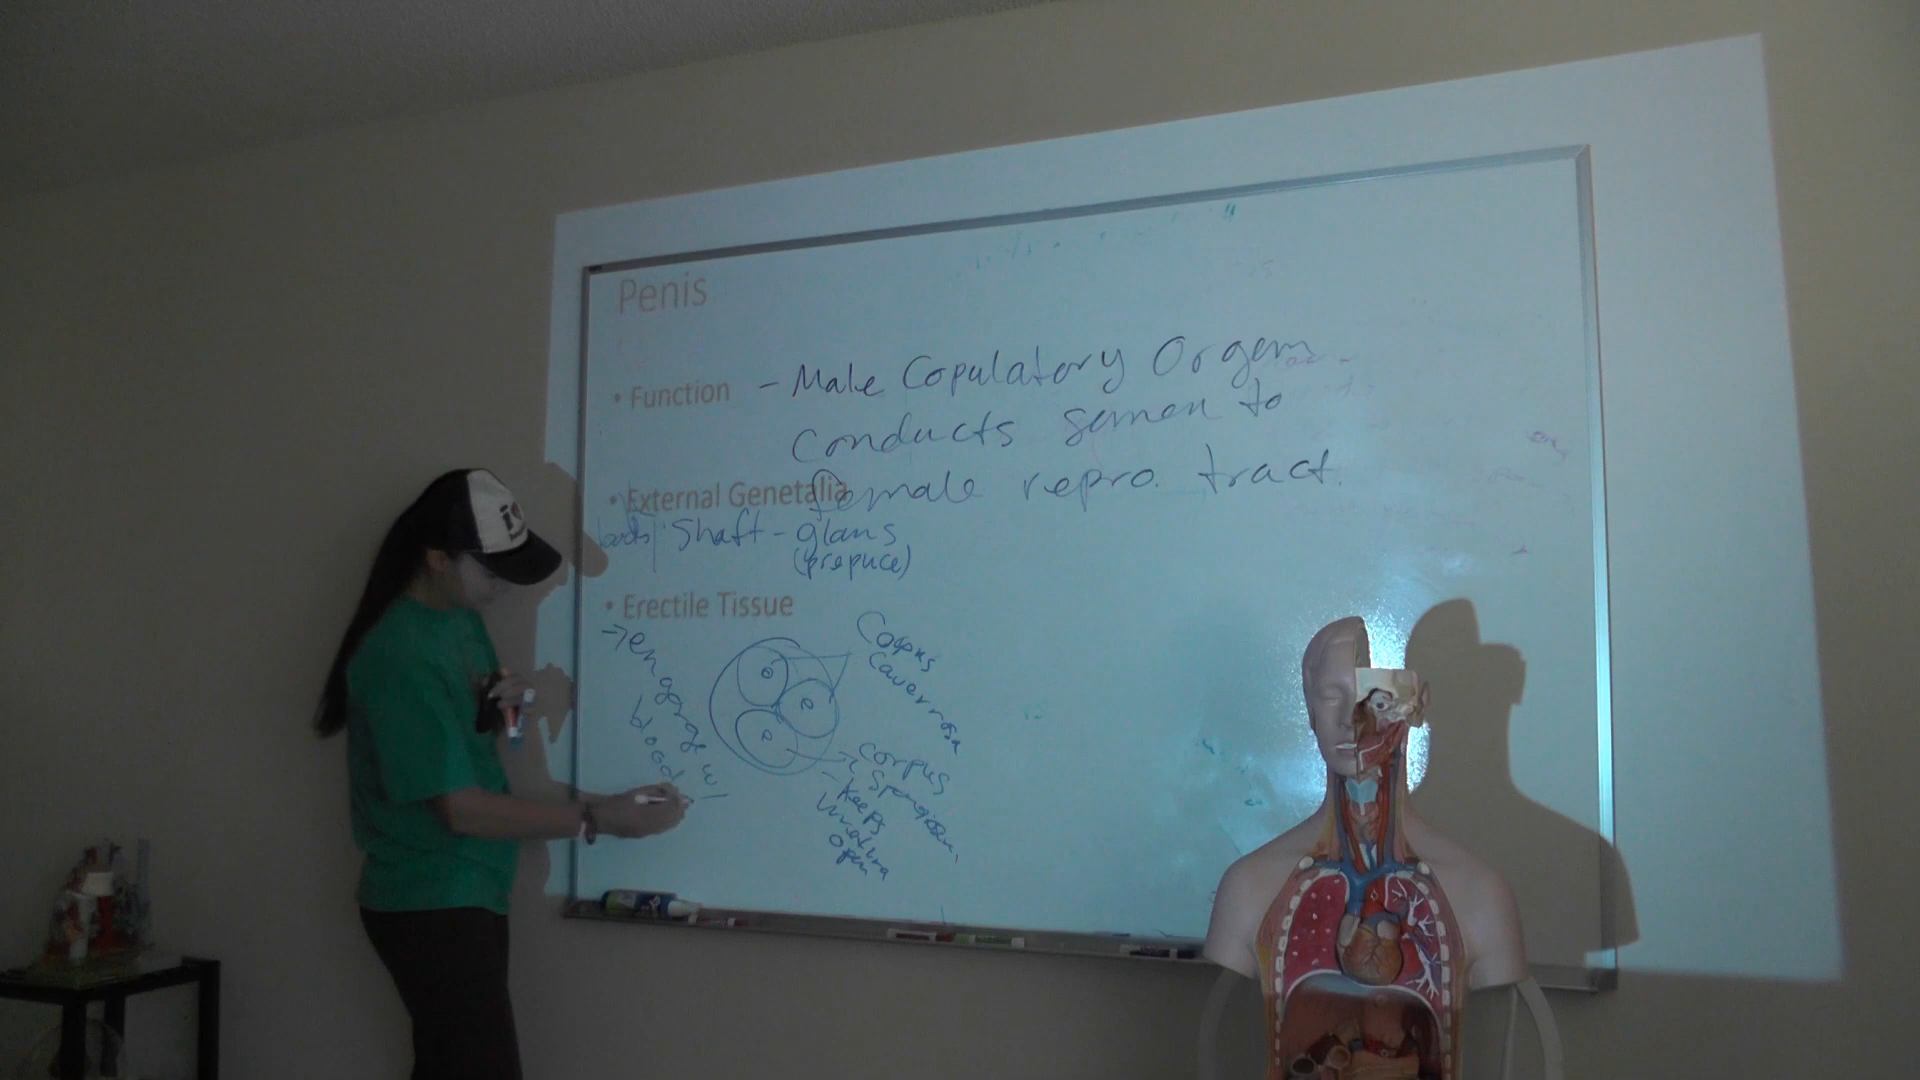 Penis
• Function - Male Copulatory Organ
Conducts semen to
female repro. tract.
• External Genetalia
Shaft - glans
(prepuce)
• Erectile Tissue
→ engorge w/
blood
Corpus
Cavernosa
→ Corpus
Spongiosum
- Keeps
Urethra
open
i